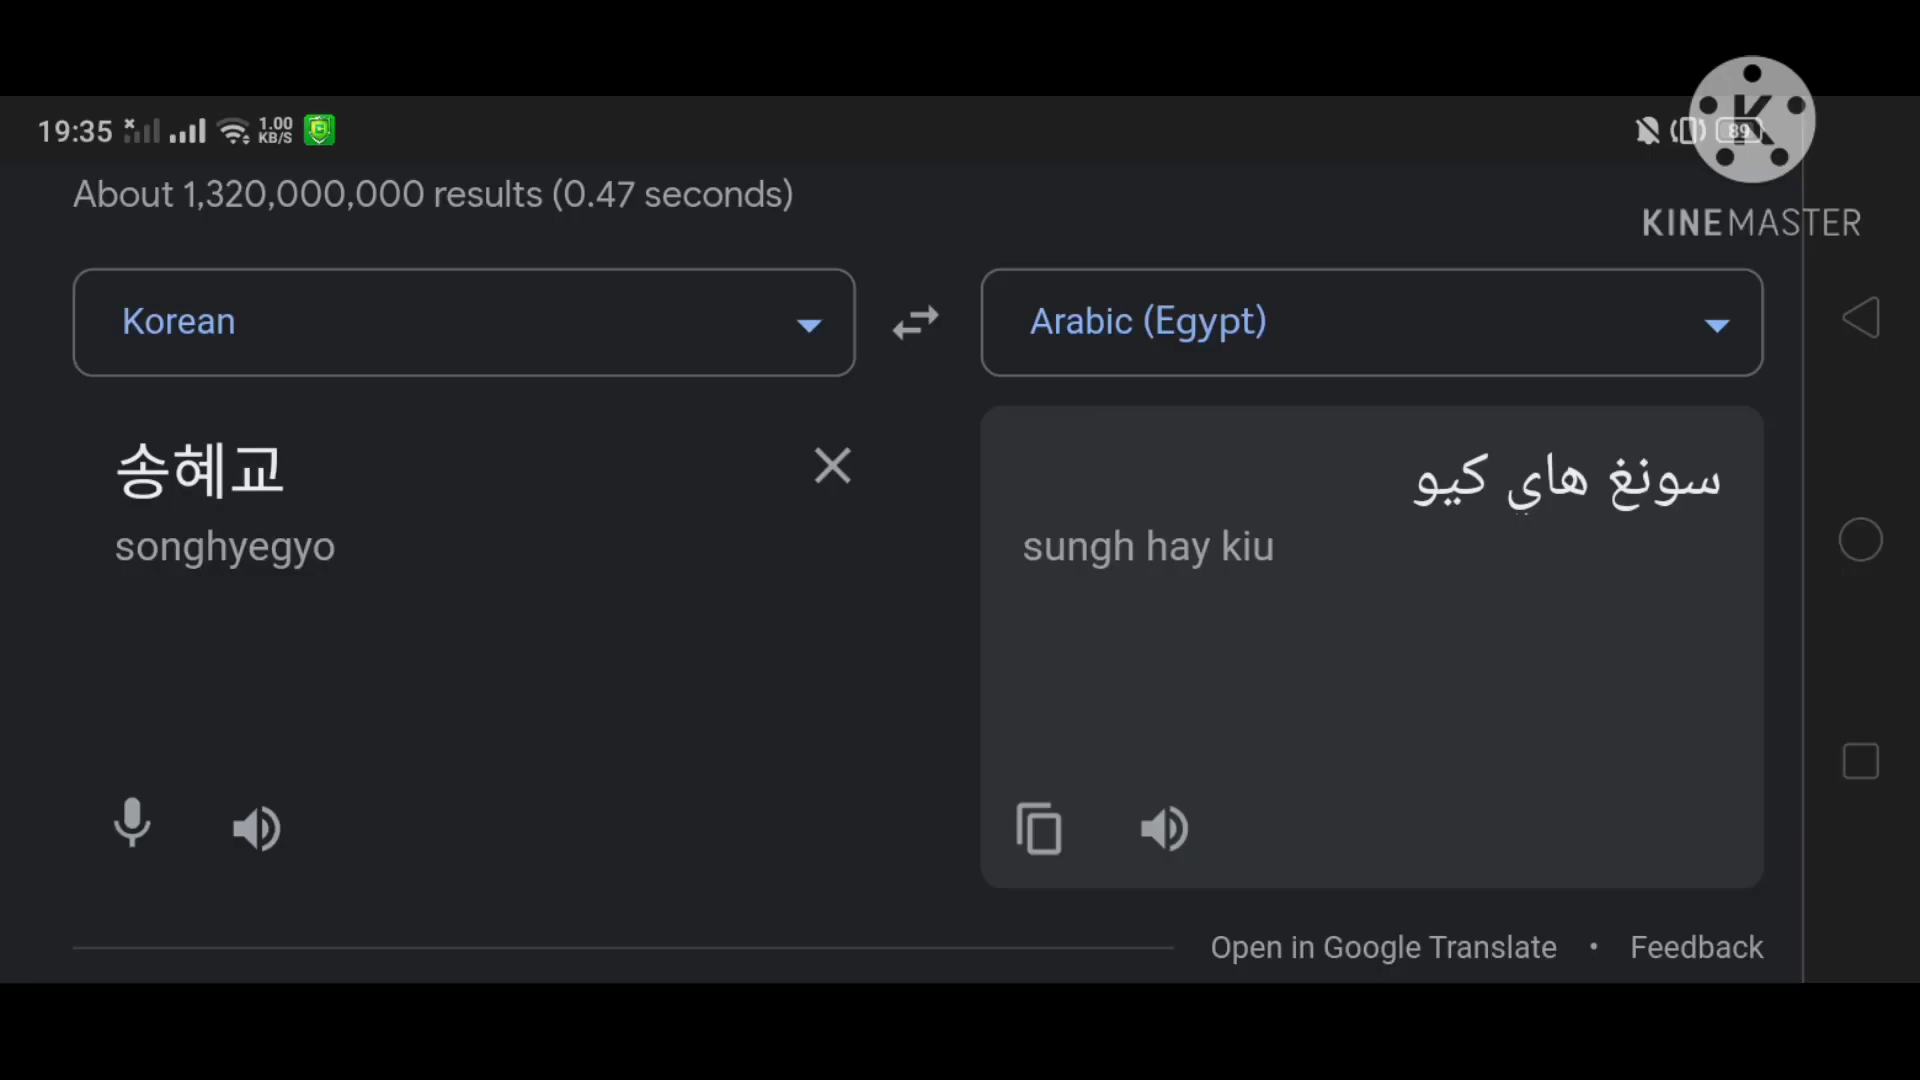 19:35 1.00 KB/S 89
About 1,320,000,000 results (0.47 seconds)
KINEMASTER
Korean
Arabic (Egypt)
송혜교
songhyegyo
سونغ هاي كيو
sungh hay kiu
Open in Google Translate • Feedback